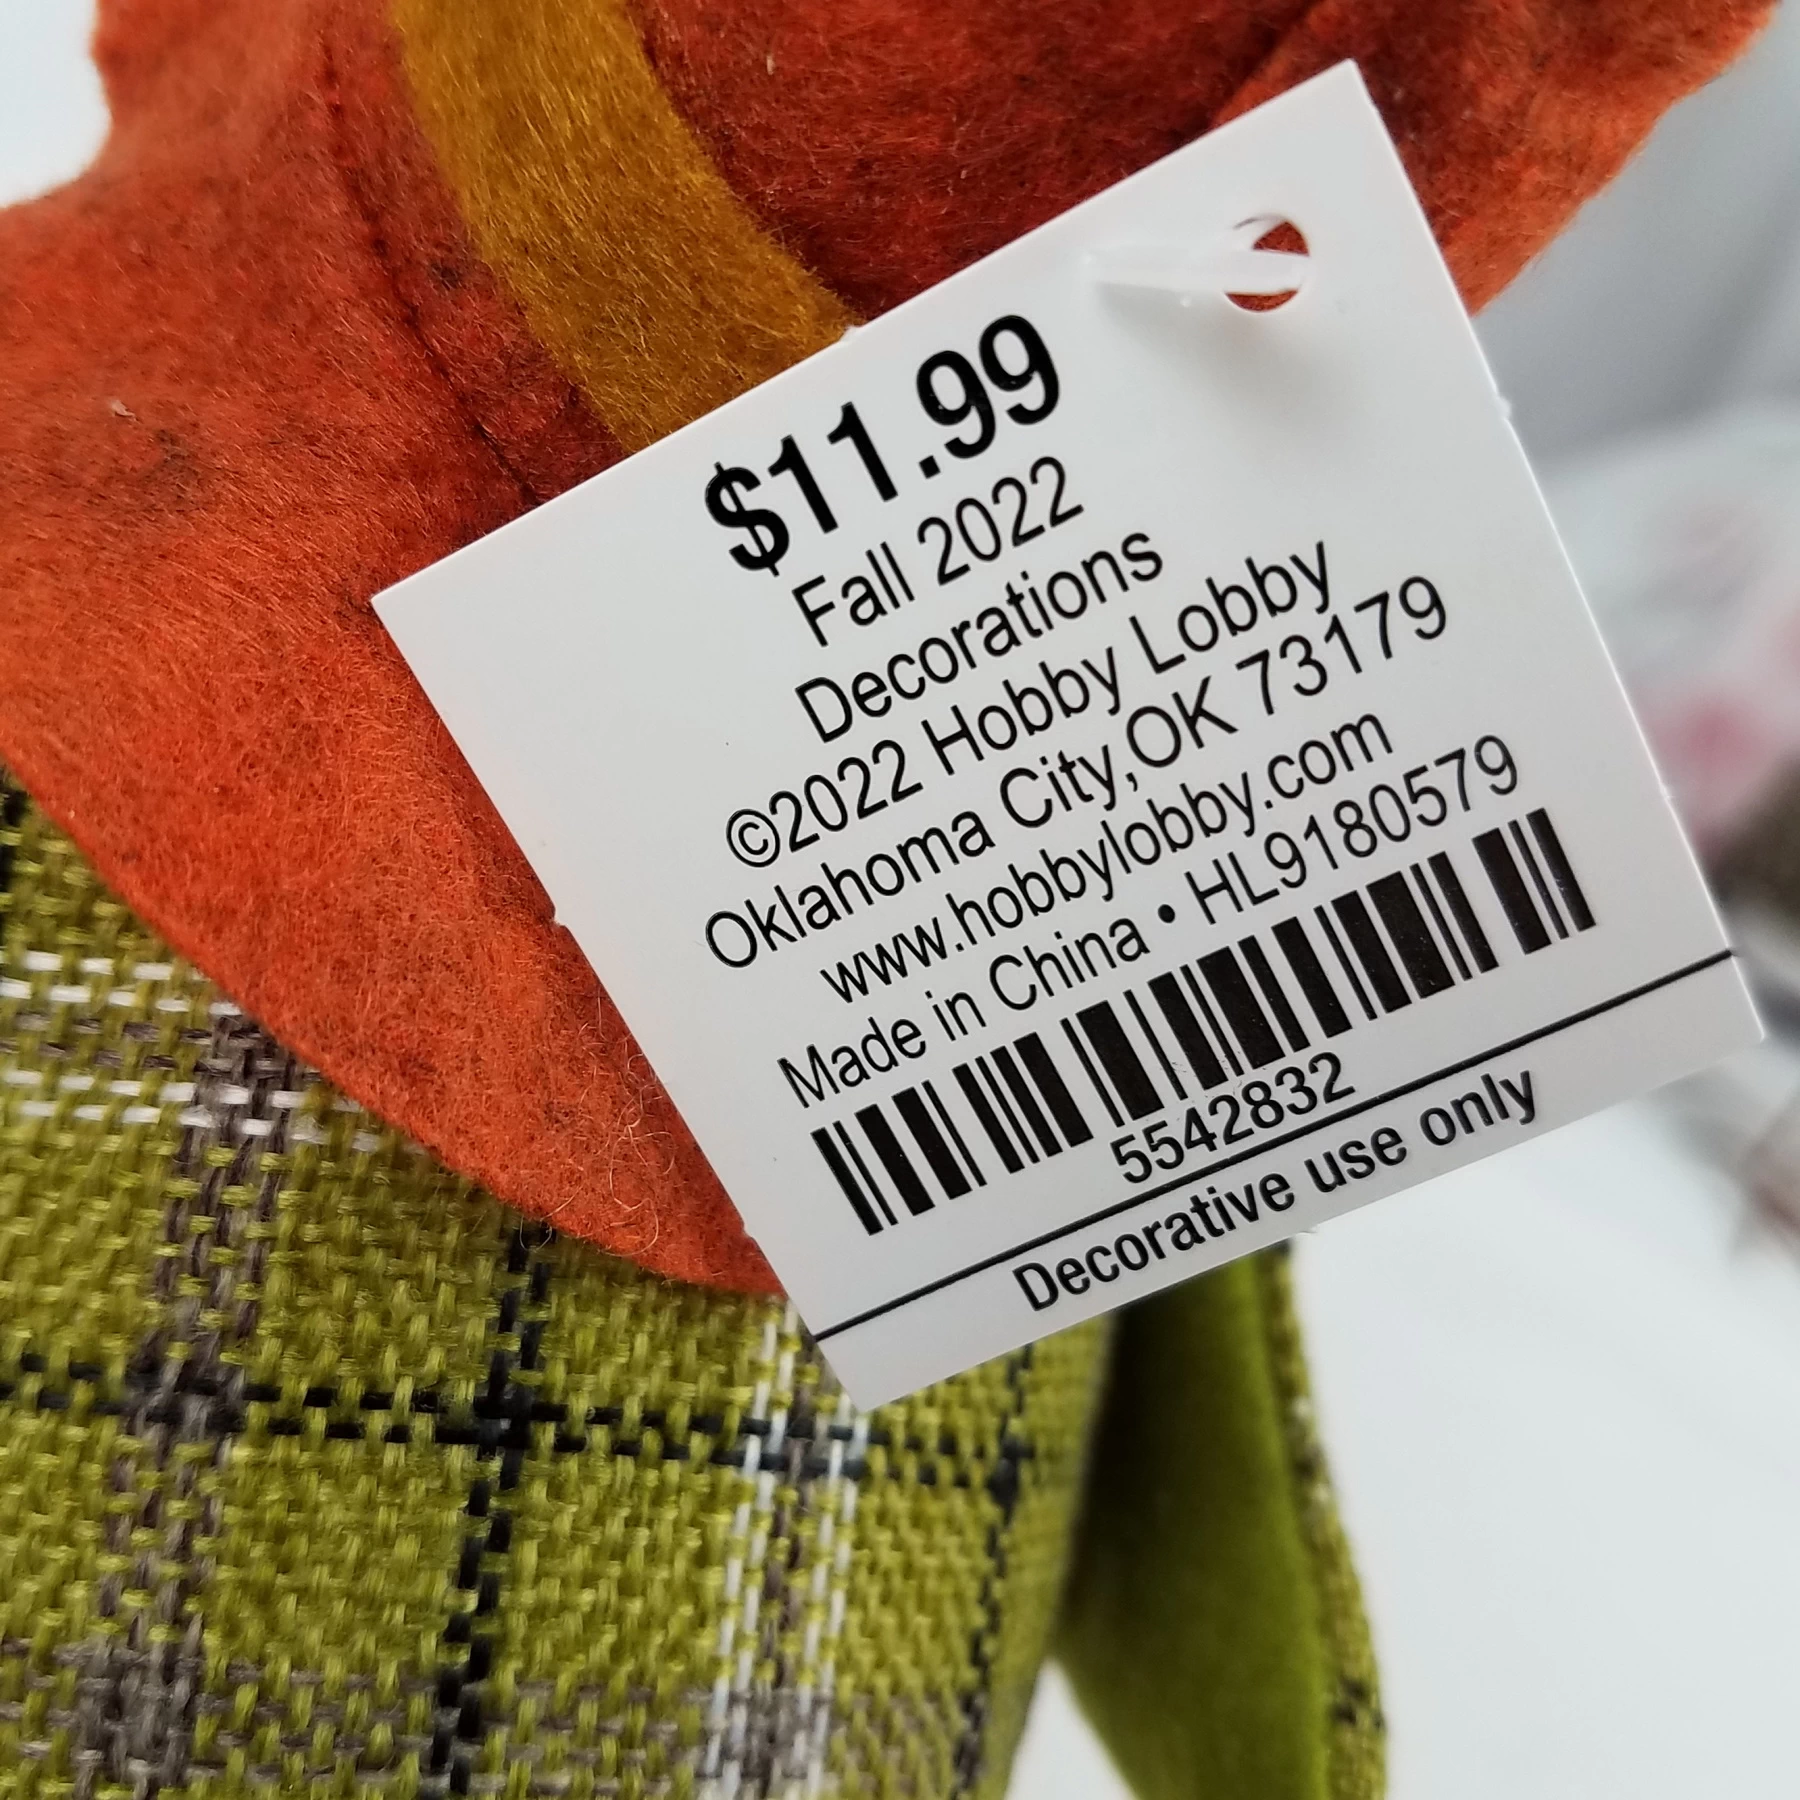 $11.99
Fall 2022
Decorations
©2022 Hobby Lobby
Oklahoma City,OK 73179
www.hobbylobby.com
Made in China • HL9180579
5542832
Decorative use only